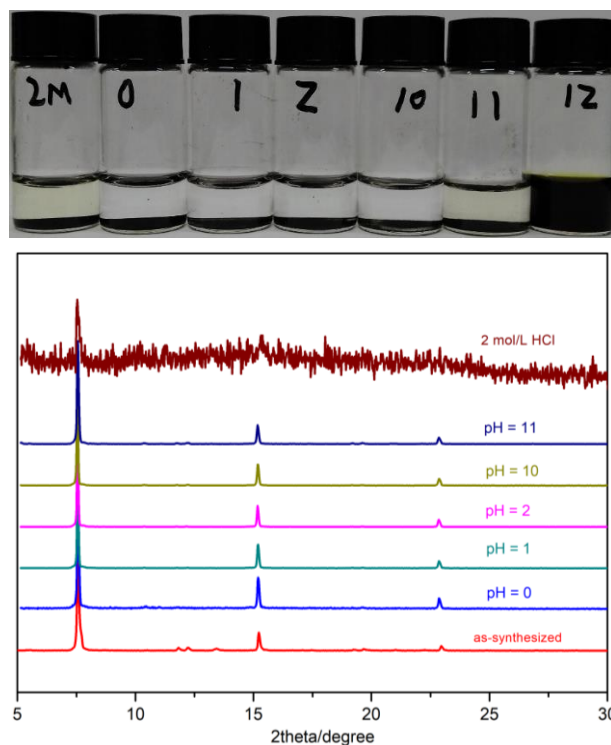 2M 0 1 2 10 11 12
2 mol/L HCl
pH = 11
pH = 10
pH = 2
pH = 1
pH = 0
as-synthesized
5 10 15 20 25 30
2theta/degree